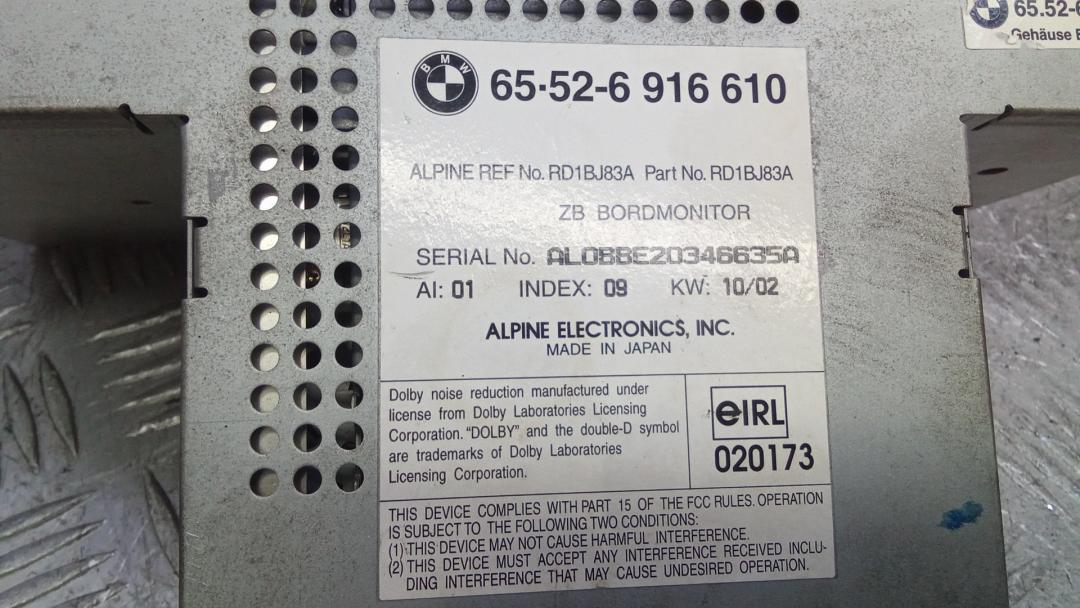 BMW
65·52-6 916 610
ALPINE REF No. RD1BJ83A Part No. RD1BJ83A
ZB BORDMONITOR
SERIAL No. AL0BBE20346635A
AI: 01 INDEX: 09 KW: 10/02
ALPINE ELECTRONICS, INC.
MADE IN JAPAN
Dolby noise reduction manufactured under
license from Dolby Laboratories Licensing
Corporation. "DOLBY" and the double-D symbol
are trademarks of Dolby Laboratories
Licensing Corporation.
eIRL
020173
THIS DEVICE COMPLIES WITH PART 15 OF THE FCC RULES. OPERATION
IS SUBJECT TO THE FOLLOWING TWO CONDITIONS:
(1) THIS DEVICE MAY NOT CAUSE HARMFUL INTERFERENCE.
(2) THIS DEVICE MUST ACCEPT ANY INTERFERENCE RECEIVED INCLU-
DING INTERFERENCE THAT MAY CAUSE UNDESIRED OPERATION.
65.52-6
Gehäuse